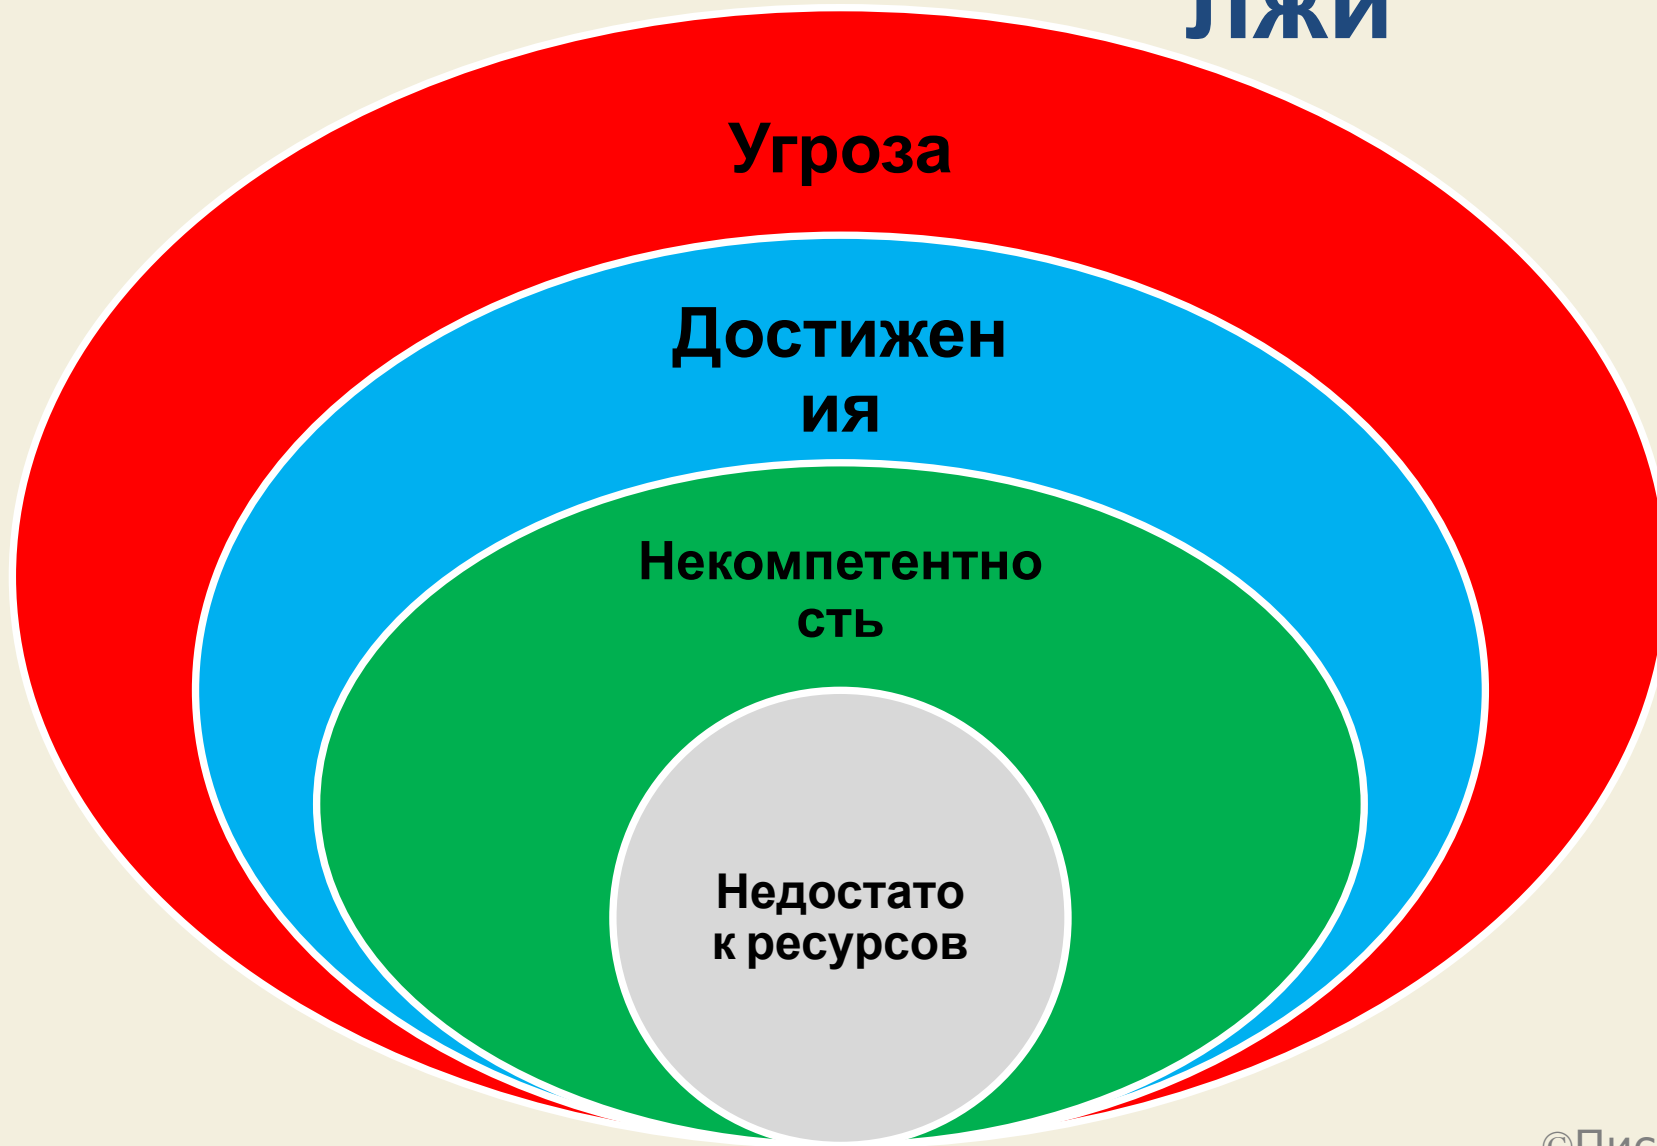 лжи
Угроза
Достижен
ия
Некомпетентно
сть
Недостато
к ресурсов